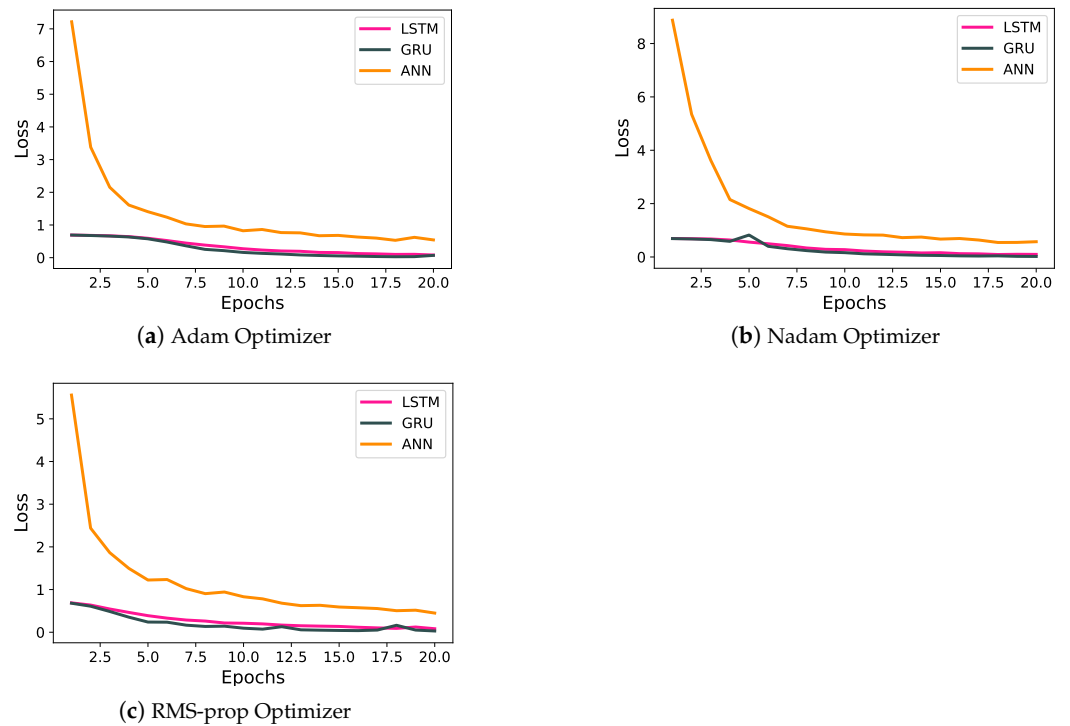 7
6
5
4
3
2
1
0
Loss
LSTM
GRU
ANN
2.5 5.0 7.5 10.0 12.5 15.0 17.5 20.0
Epochs
(a) Adam Optimizer
8
6
4
2
0
Loss
LSTM
GRU
ANN
2.5 5.0 7.5 10.0 12.5 15.0 17.5 20.0
Epochs
(b) Nadam Optimizer
5
4
3
2
1
0
Loss
LSTM
GRU
ANN
2.5 5.0 7.5 10.0 12.5 15.0 17.5 20.0
Epochs
(c) RMS-prop Optimizer